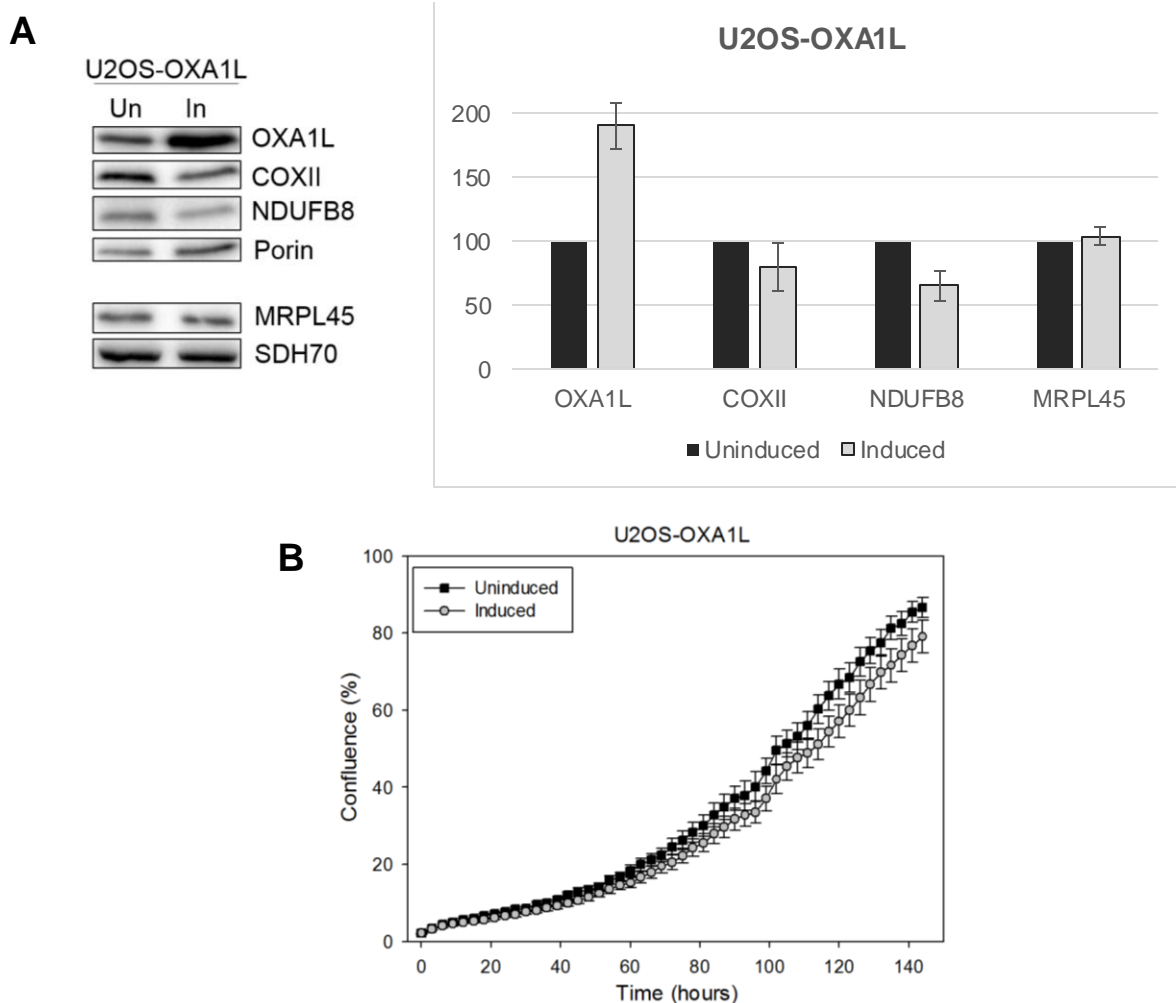 A
U2OS-OXA1L
Un In
OXA1L
COXII
NDUFB8
Porin
MRPL45
SDH70
U2OS-OXA1L
200
150
100
50
0
OXA1L COXII NDUFB8 MRPL45
Uninduced Induced
B
U2OS-OXA1L
Uninduced
Induced
Confluence (%)
100
80
60
40
20
0
0 20 40 60 80 100 120 140
Time (hours)